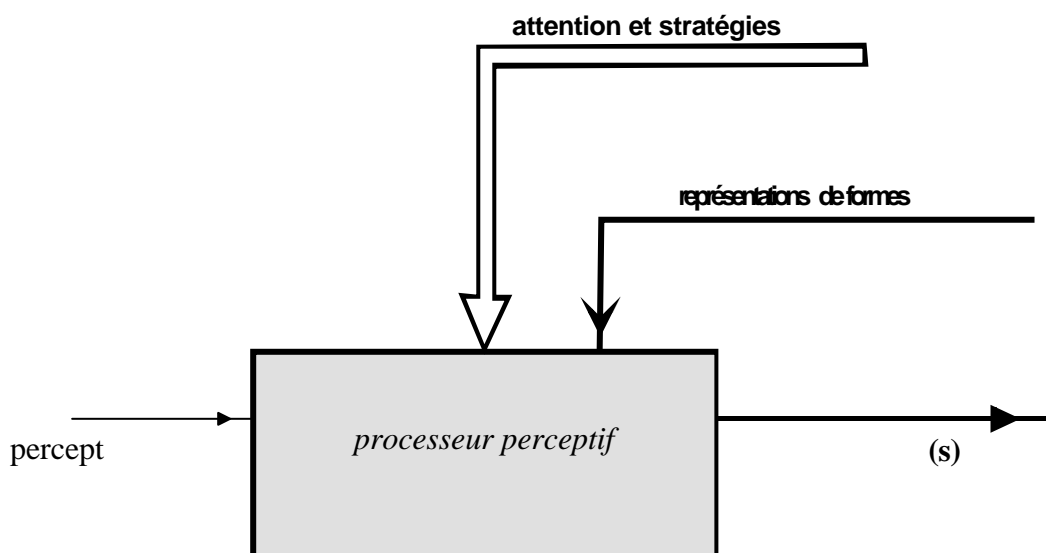 attention et stratégies
représentations de formes
processeur perceptif
percept
(s)